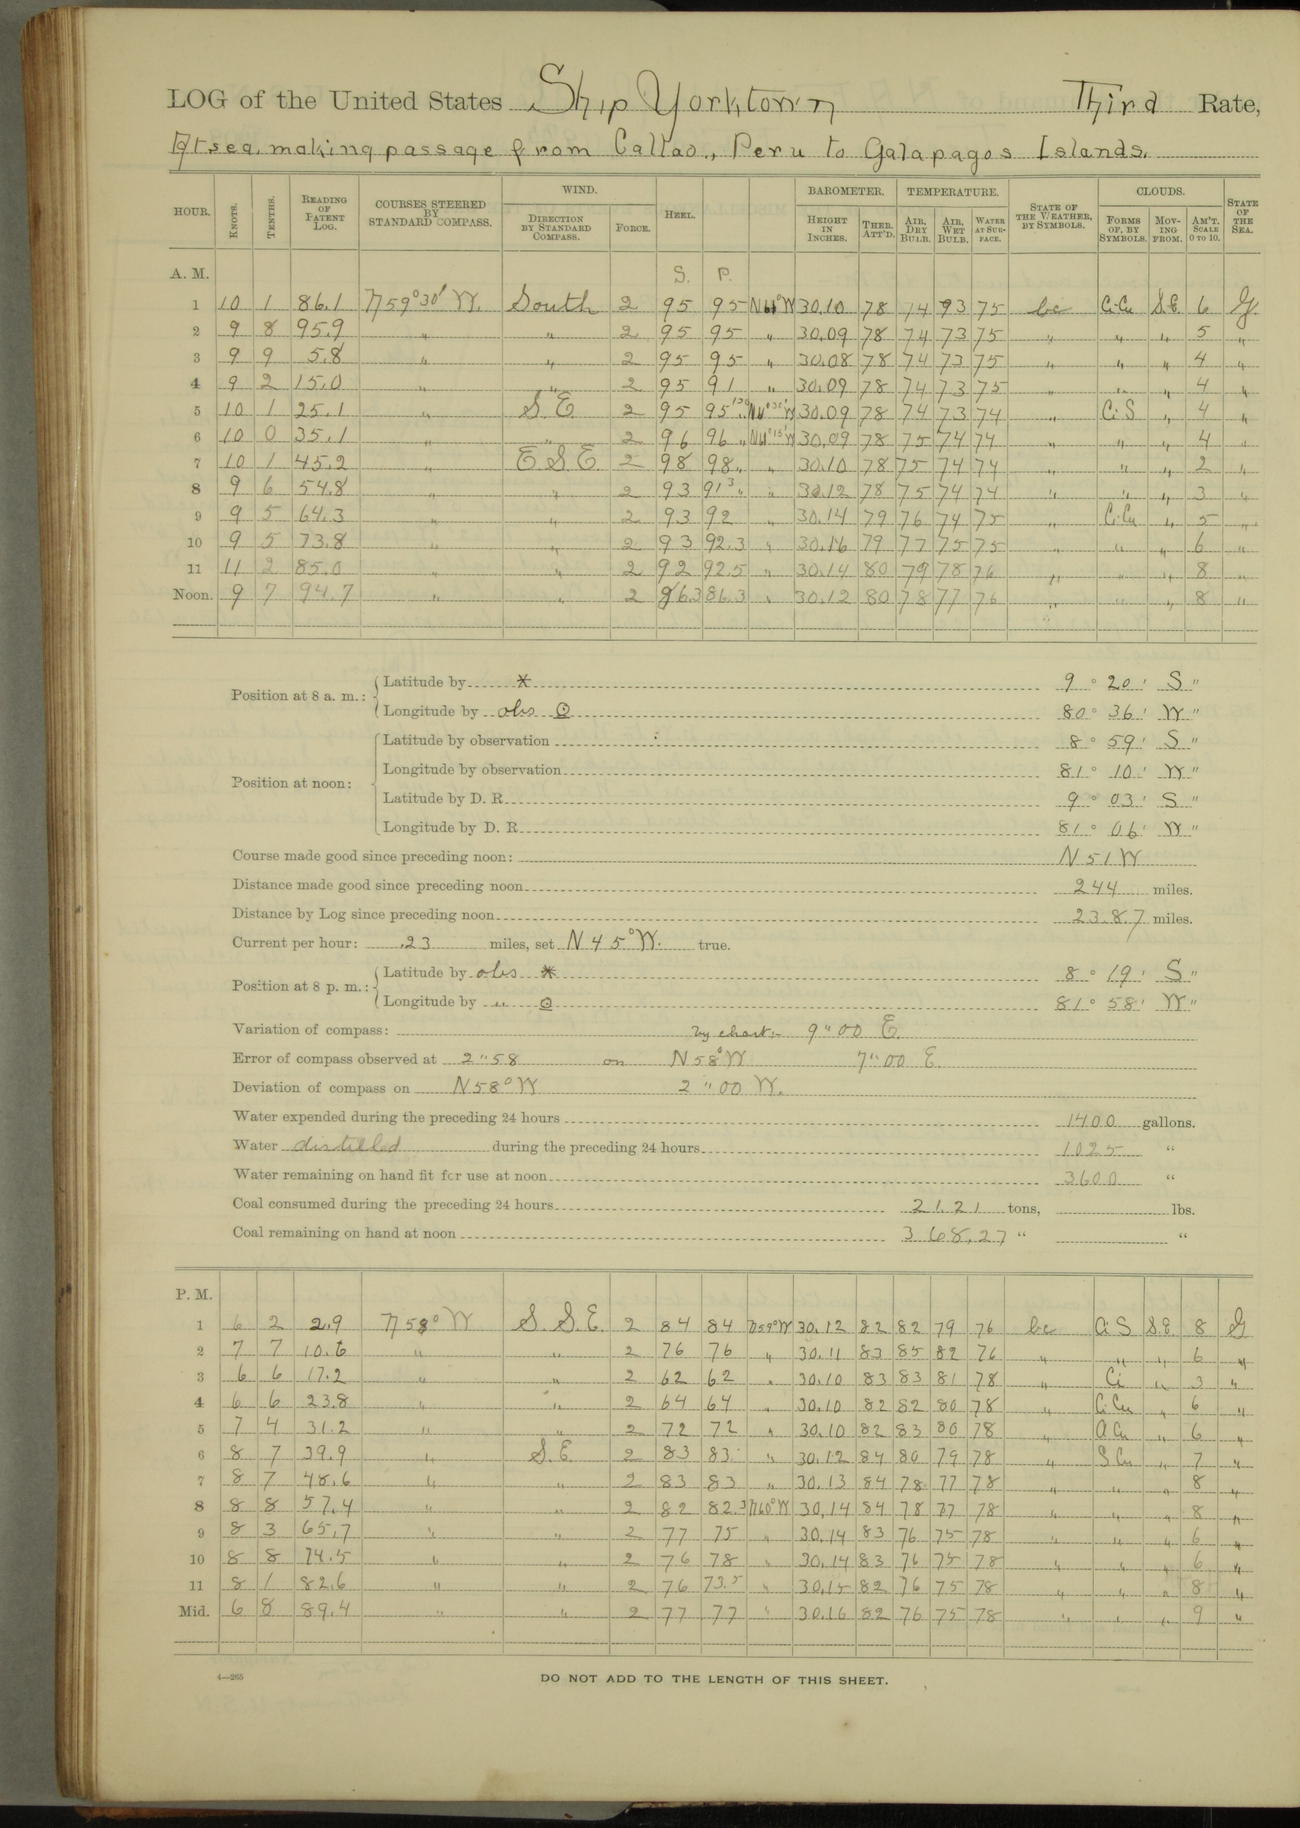 LOG of the United States Ship Yorktown Third Rate,
At sea, making passage from Callao, Peru to Galapagos Islands.
HOUR. KNOTS. TENTHS. READING OF PATENT LOG. COURSES STEERED BY STANDARD COMPASS. WIND. DIRECTION BY STANDARD COMPASS. FORCE. HEEL. BAROMETER. HEIGHT IN INCHES. THER. ATT'D. TEMPERATURE. AIR, DRY BULB. AIR, WET BULB. WATER AT SURFACE. STATE OF THE WEATHER, BY SYMBOLS. CLOUDS. FORMS OF, BY SYMBOLS. MOVING FROM. AM'T. SCALE 0 TO 10. STATE OF THE SEA.
A. M. S. P.
1 10 1 86.1 N 59° 30' W. South 2 95 95 30.10 78 74 73 75 bc Ci-Cu S.E. 6 G.
2 9 8 95.9 " " 2 95 95 " 30.09 78 74 73 75 " " " 5 "
3 9 9 5.8 " " 2 95 95 " 30.08 78 74 73 75 " " " 4 "
4 9 2 15.0 " " 2 95 91 " 30.09 78 74 73 75 " " " 4 "
5 10 1 25.1 " S. E 2 95 95 30.09 78 74 73 74 " Ci S " 4 "
6 10 0 35.1 " " 2 96 96 " 30.09 78 75 74 74 " " " 4 "
7 10 1 45.2 " E S E 2 98 98 " " 30.10 78 75 74 74 " " " 2 "
8 9 6 54.8 " " 2 93 91 3 " " 30.12 78 75 74 74 " " " 3 "
9 9 5 64.3 " " 2 93 92 " 30.14 79 76 74 75 " Ci-Cu " 5 "
10 9 5 73.8 " " 2 93 92.3 " 30.16 79 77 75 75 " " " 6 "
11 11 2 85.0 " " 2 92 92.5 " 30.14 80 79 78 76 " " " 8 "
Noon. 9 7 94.7 " " 2 86.3 86.3 " 30.12 80 78 77 76 " " " 8 "
Position at 8 a. m.: Latitude by * 9 ° 20 ' S "
Longitude by obs ☉ 80 ° 36 ' W "
Position at noon: Latitude by observation 8 ° 59 ' S "
Longitude by observation 81 ° 10 ' W "
Latitude by D. R. 9 ° 03 ' S "
Longitude by D. R. 81 ° 06 ' W "
Course made good since preceding noon: N 51 W
Distance made good since preceding noon 244 miles.
Distance by Log since preceding noon 238.7 miles.
Current per hour: .23 miles, set N 45° W. true.
Position at 8 p. m.: Latitude by obs * 8 ° 19 ' S "
Longitude by " ☉ 81 ° 58 ' W "
Variation of compass: by chart 9" 00 E.
Error of compass observed at 2" 58 on N 58° W 7" 00 E.
Deviation of compass on N 58° W 2 " 00 W.
Water expended during the preceding 24 hours 1400 gallons.
Water distilled during the preceding 24 hours 1025 "
Water remaining on hand fit for use at noon 3600 "
Coal consumed during the preceding 24 hours 21.21 tons, lbs.
Coal remaining on hand at noon 368.27 " "
P. M.
1 6 2 2.9 N 58° W S. S. E. 2 84 84 N59°W 30.12 82 82 79 76 bc Ci S S.E. 8 G
2 7 7 10.6 " " 2 76 76 " 30.11 83 85 82 76 " " " 6 "
3 6 6 17.2 " " 2 62 62 " 30.10 83 83 81 78 " Ci " 3 "
4 6 6 23.8 " " 2 64 64 " 30.10 82 82 80 78 " Ci Cu " 6 "
5 7 4 31.2 " " 2 72 72 " 30.10 82 83 80 78 " A Cu " 6 "
6 8 7 39.9 " S. E. 2 83 83 " 30.12 84 80 79 78 " S Cu " 7 "
7 8 7 48.6 " " 2 83 83 " 30.13 84 78 77 78 " " " 8 "
8 8 8 57.4 " " 2 82 82.3 N60°W 30.14 84 78 77 78 " " " 8 "
9 8 3 65.7 " " 2 77 75 " 30.14 83 76 75 78 " " " 6 "
10 8 8 74.5 " " 2 76 78 " 30.14 83 76 75 78 " " " 6 "
11 8 1 82.6 " " 2 76 73.5 " 30.15 82 76 75 78 " " " 8 "
Mid. 6 8 89.4 " " 2 77 77 " 30.16 82 76 75 78 " " " 9 "
4—265 DO NOT ADD TO THE LENGTH OF THIS SHEET.